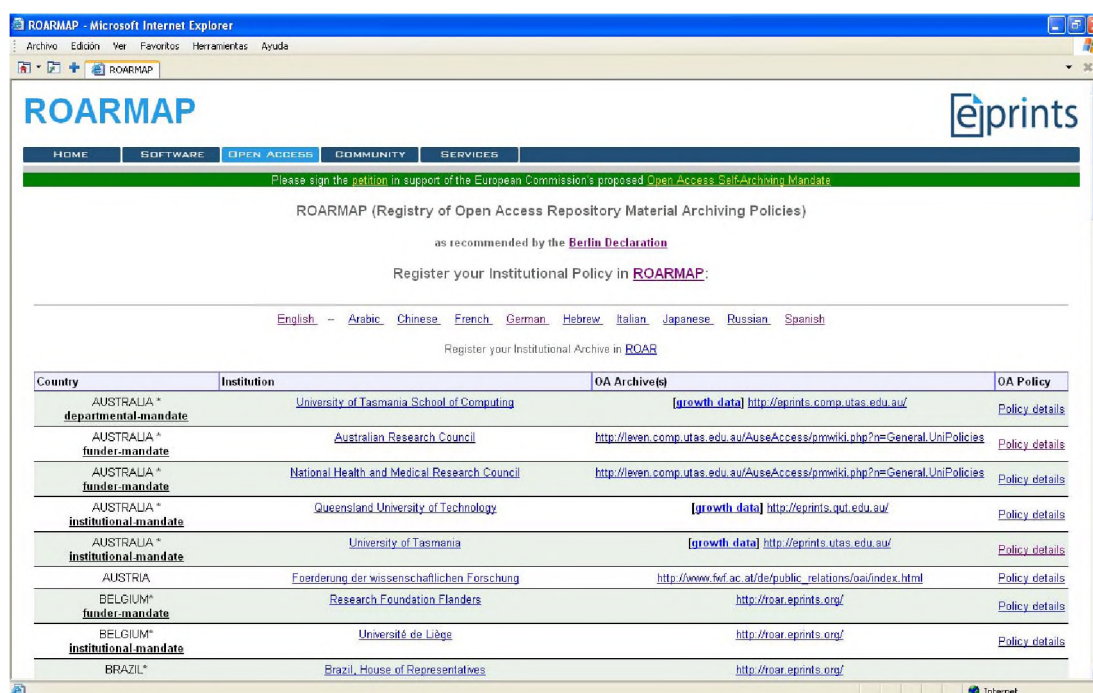 ROARMAP - Microsoft Internet Explorer
Archivo Edición Ver Favoritos Herramientas Ayuda
ROARMAP
ROARMAP
eprints
HOME SOFTWARE OPEN ACCESS COMMUNITY SERVICES
Please sign the petition in support of the European Commission's proposed Open Access Self-Archiving Mandate
ROARMAP (Registry of Open Access Repository Material Archiving Policies)
as recommended by the Berlin Declaration
Register your Institutional Policy in ROARMAP:
English -- Arabic Chinese French German Hebrew Italian Japanese Russian Spanish
Register your Institutional Archive in ROAR
Country Institution OA Archive(s) OA Policy
AUSTRALIA * University of Tasmania School of Computing [growth data] http://eprints.comp.utas.edu.au/ Policy details
departmental-mandate
AUSTRALIA * Australian Research Council http://leven.comp.utas.edu.au/AuseAccess/pmwiki.php?n=General.UniPolicies Policy details
funder-mandate
AUSTRALIA * National Health and Medical Research Council http://leven.comp.utas.edu.au/AuseAccess/pmwiki.php?n=General.UniPolicies Policy details
funder-mandate
AUSTRALIA * Queensland University of Technology [growth data] http://eprints.qut.edu.au/ Policy details
institutional-mandate
AUSTRALIA * University of Tasmania [growth data] http://eprints.utas.edu.au/ Policy details
institutional-mandate
AUSTRIA Foerderung der wissenschaftlichen Forschung http://www.fwf.ac.at/de/public_relations/oai/index.html Policy details
BELGIUM* Research Foundation Flanders http://roar.eprints.org/ Policy details
funder-mandate
BELGIUM* Université de Liège http://roar.eprints.org/ Policy details
institutional-mandate
BRAZIL* Brazil, House of Representatives http://roar.eprints.org/
Internet